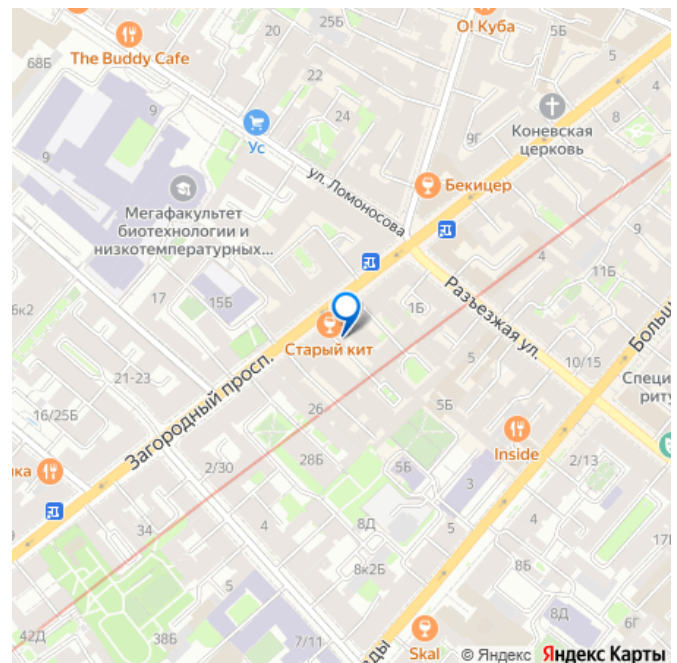 20
25Б
О! Куба
5Б
5
The Buddy Cafe
68Б
22
4
9
24
8
Ус
9Г
Коневская
церковь
9
ул. Ломоносова
Бекицер
Мегафакультет
биотехнологии и
низкотемпературных...
4
9
11Б
17
15Б
1Б
Разъезжая ул.
6к2
Старый кит
5
10/15
Больш
21-23
Загородный просп.
Специ
риту
16/25Б
26
5Б
Inside
2/30
28Б
5Б
3
2/13
34
4
8Д
5
4
17
8к2Б
8Б
5
8Д
6Г
42Д
38Б
7/11
Skal
© Яндекс Яндекс Карты